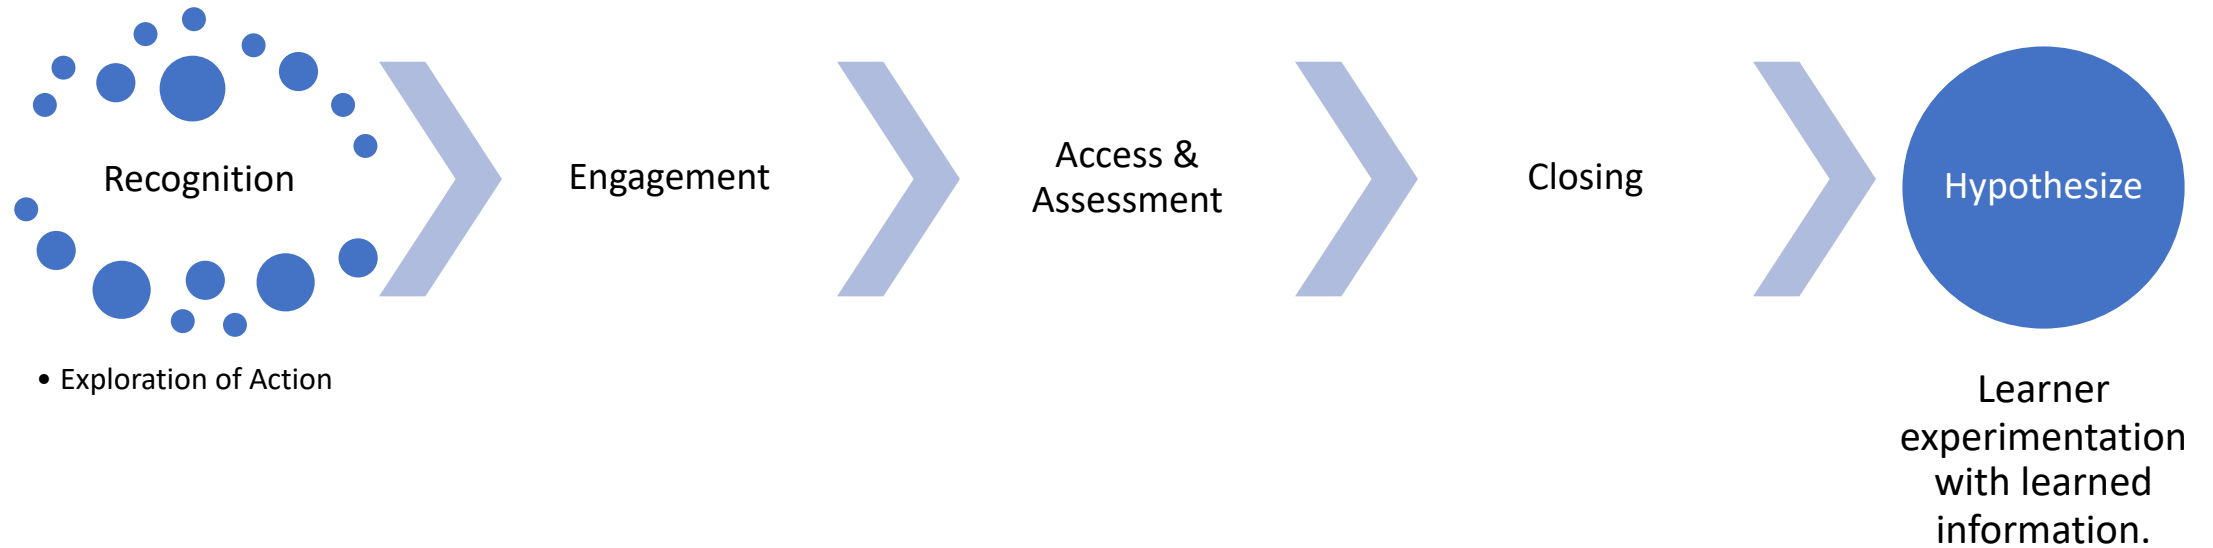 Recognition
• Exploration of Action
Engagement
Access &
Assessment
Closing
Hypothesize
Learner
experimentation
with learned
information.